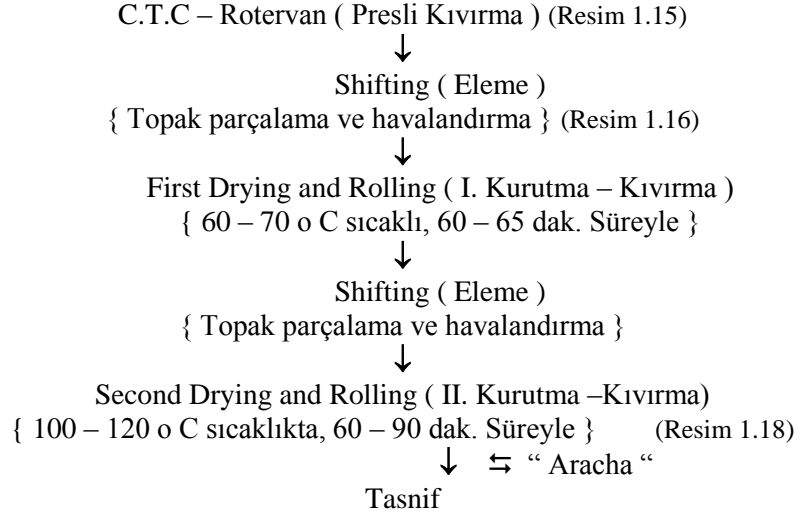 C.T.C – Rotervan ( Presli Kıvırma ) (Resim 1.15)
↓
Shifting ( Eleme )
{ Topak parçalama ve havalandırma } (Resim 1.16)
↓
First Drying and Rolling ( I. Kurutma – Kıvırma )
{ 60 – 70 o C sıcaklı, 60 – 65 dak. Süreyle }
↓
Shifting ( Eleme )
{ Topak parçalama ve havalandırma }
↓
Second Drying and Rolling ( II. Kurutma –Kıvırma)
{ 100 – 120 o C sıcaklıkta, 60 – 90 dak. Süreyle } (Resim 1.18)
↓ ⇆ “ Aracha “
Tasnif